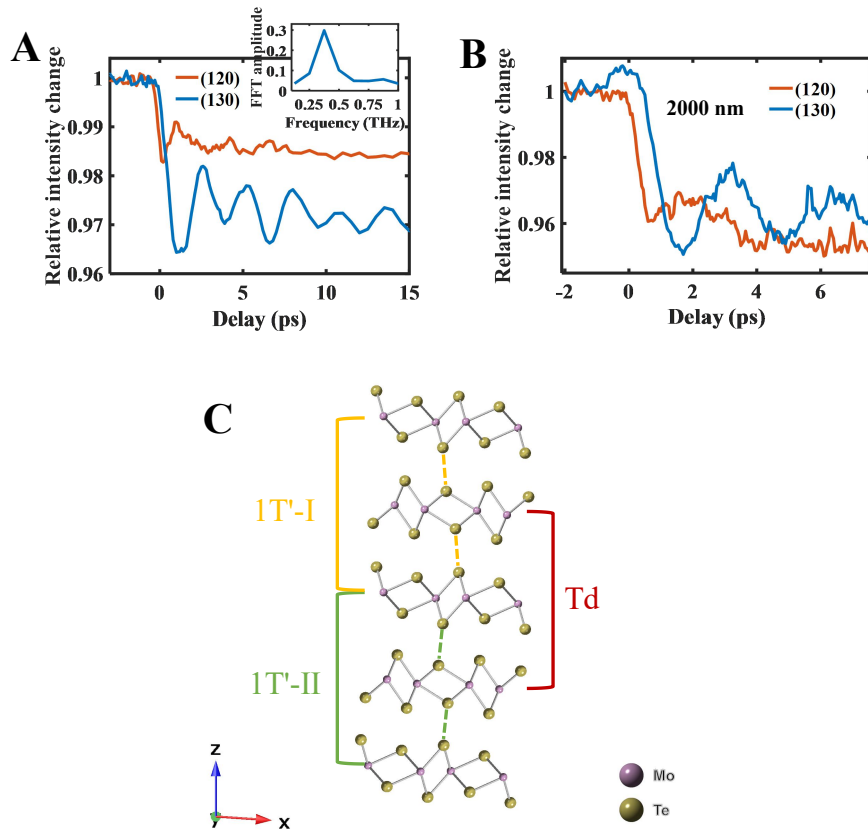 A
Relative intensity change
1
0.99
0.98
0.97
0.96
(120)
(130)
FFT amplitude
0.3
0.2
0.1
0
0.25 0.5 0.75 1
Frequency (THz)
0 5 10 15
Delay (ps)
B
Relative intensity change
1
0.98
0.96
2000 nm
(120)
(130)
-2 0 2 4 6
Delay (ps)
C
1T'-I
Td
1T'-II
z
y
x
Mo
Te